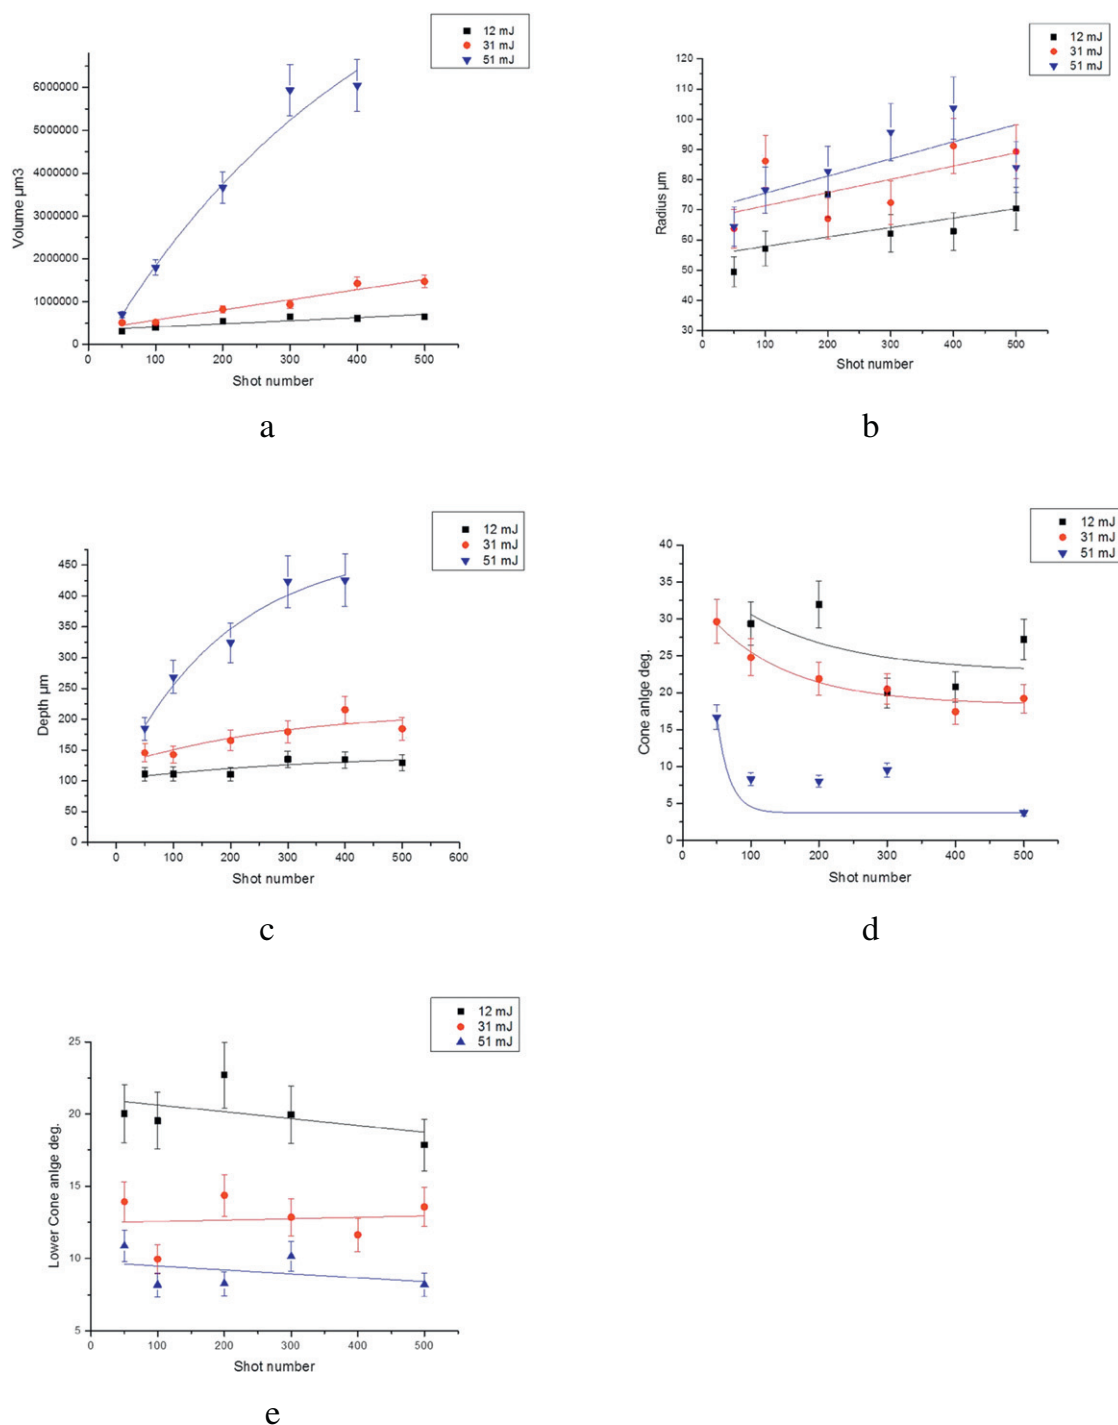 12 mJ
31 mJ
51 mJ
6000000
5000000
4000000
3000000
2000000
1000000
0
Volume µm3
0 100 200 300 400 500
Shot number
a
12 mJ
31 mJ
51 mJ
120
110
100
90
80
70
60
50
40
30
Radius µm
0 100 200 300 400 500
Shot number
b
12 mJ
31 mJ
51 mJ
450
400
350
300
250
200
150
100
50
0
Depth µm
0 100 200 300 400 500 600
Shot number
c
12 mJ
31 mJ
51 mJ
40
35
30
25
20
15
10
5
0
Cone anlge deg.
0 100 200 300 400 500
Shot number
d
12 mJ
31 mJ
51 mJ
25
20
15
10
5
Lower Cone anlge deg.
0 100 200 300 400 500
Shot number
e